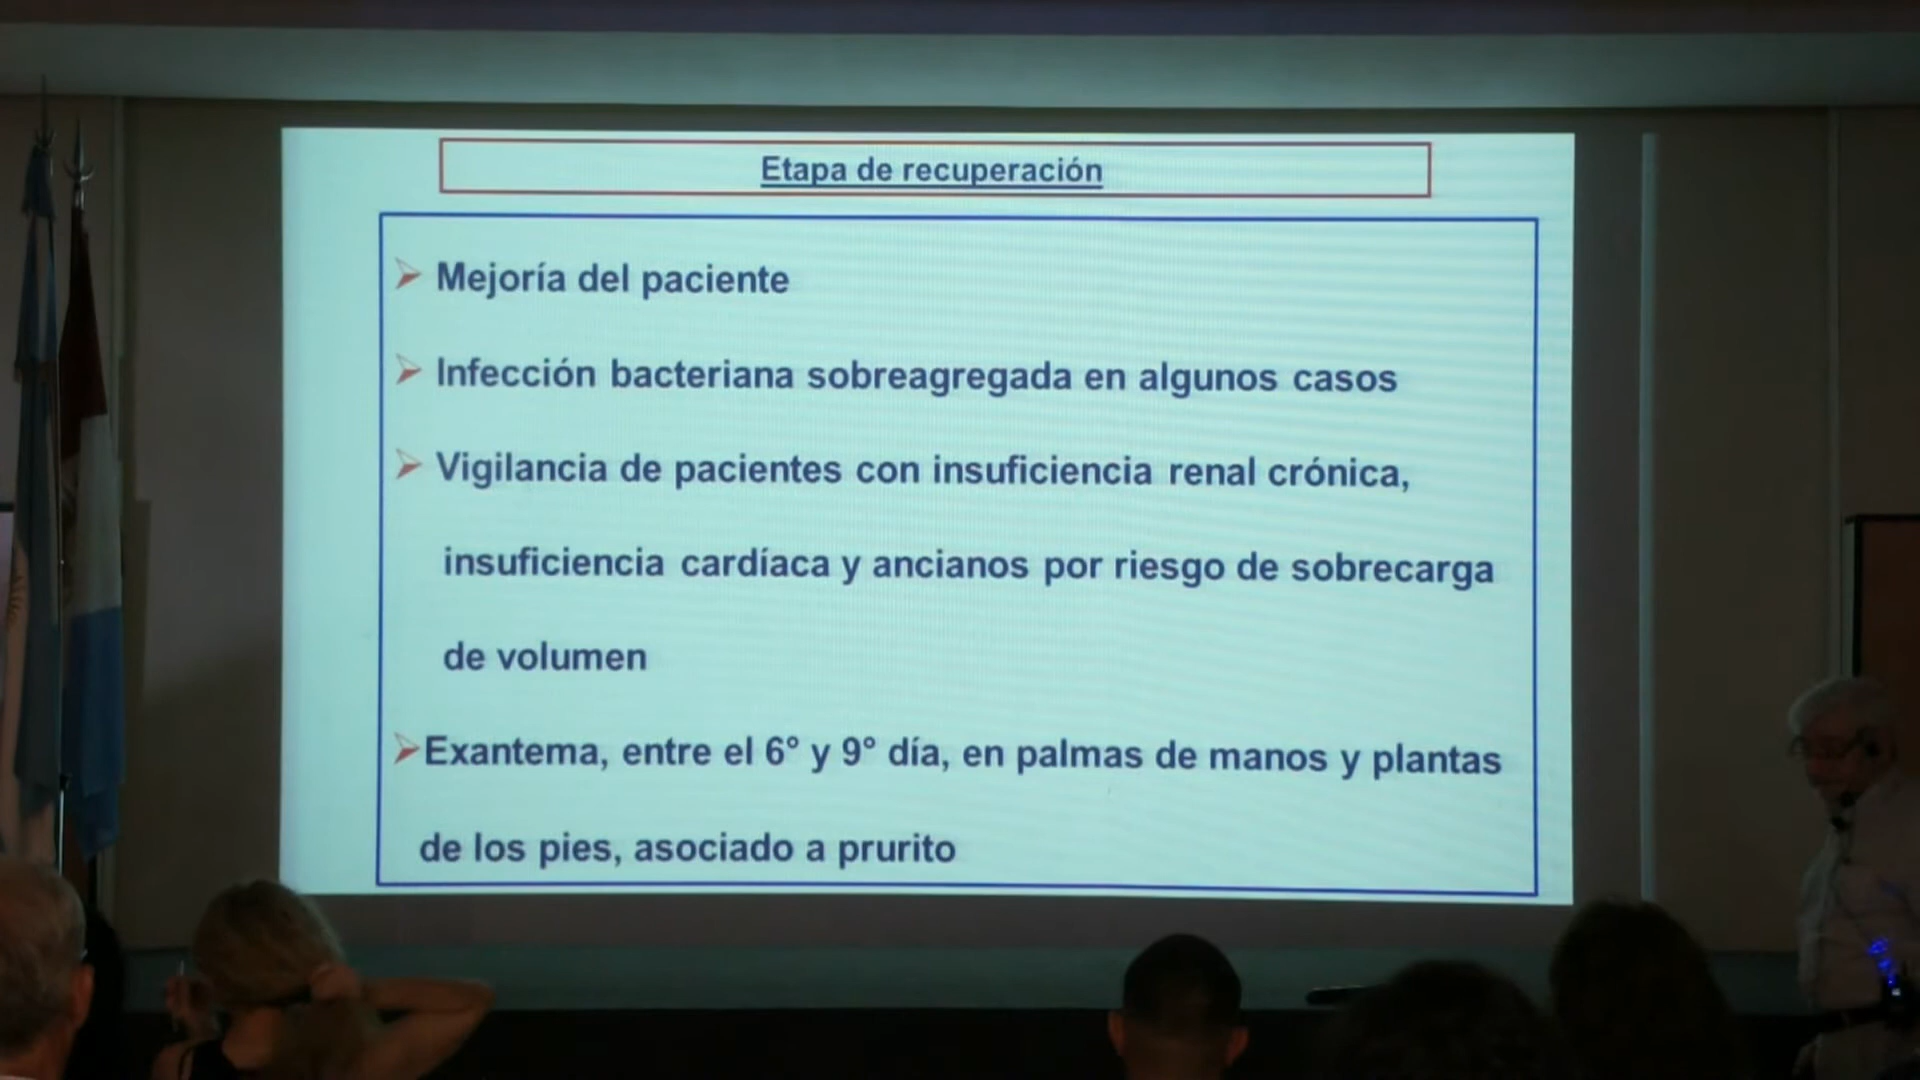 Etapa de recuperación
Mejoría del paciente
Infección bacteriana sobreagregada en algunos casos
Vigilancia de pacientes con insuficiencia renal crónica,
insuficiencia cardíaca y ancianos por riesgo de sobrecarga
de volumen
Exantema, entre el 6° y 9° día, en palmas de manos y plantas
de los pies, asociado a prurito